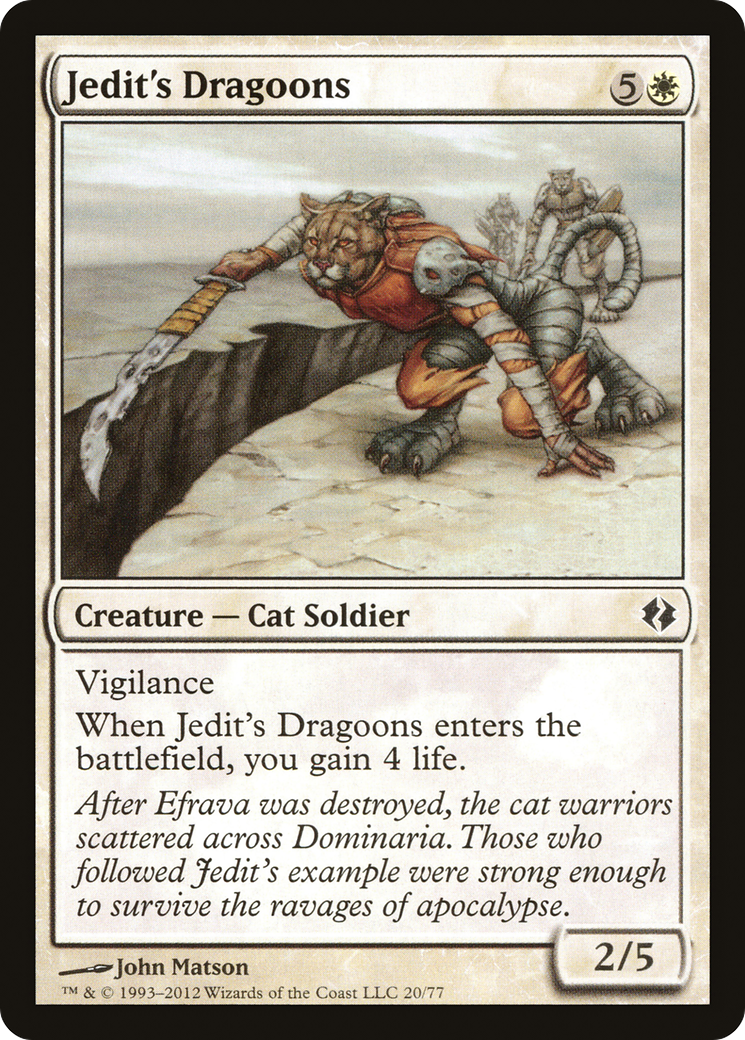 Jedit's Dragoons 5
Creature — Cat Soldier
Vigilance
When Jedit's Dragoons enters the
battlefield, you gain 4 life.
After Efrava was destroyed, the cat warriors
scattered across Dominaria. Those who
followed Jedit's example were strong enough
to survive the ravages of apocalypse.
2/5
John Matson
™ & © 1993–2012 Wizards of the Coast LLC 20/77